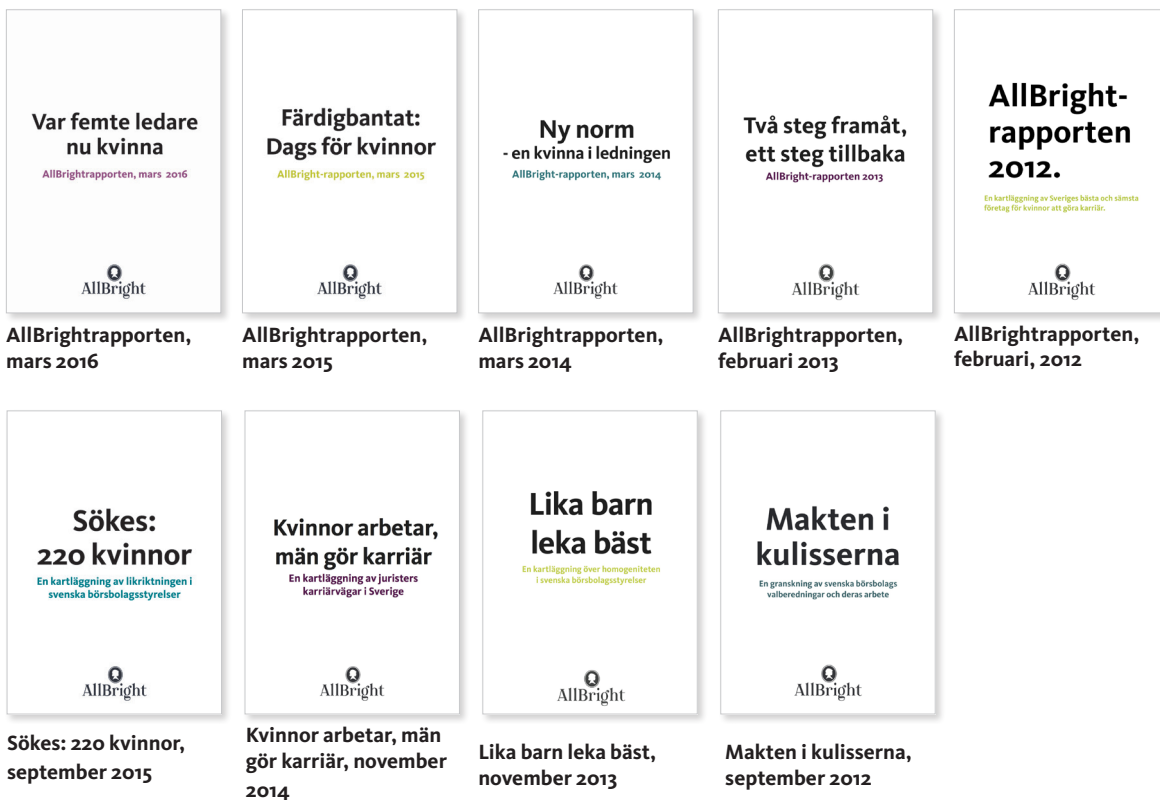 Var femte ledare
nu kvinna
AllBrightrapporten, mars 2016
AllBright
AllBrightrapporten,
mars 2016
Färdigbantat:
Dags för kvinnor
AllBright-rapporten, mars 2015
AllBright
AllBrightrapporten,
mars 2015
Ny norm
- en kvinna i ledningen
AllBright-rapporten, mars 2014
AllBright
AllBrightrapporten,
mars 2014
Två steg framåt,
ett steg tillbaka
AllBright-rapporten 2013
AllBright
AllBrightrapporten,
februari 2013
AllBright-
rapporten
2012.
En kartläggning av Sveriges bästa och sämsta
företag för kvinnor att göra karriär.
AllBright
AllBrightrapporten,
februari, 2012
Sökes:
220 kvinnor
En kartläggning av likriktningen i
svenska börsbolagsstyrelser
AllBright
Sökes: 220 kvinnor,
september 2015
Kvinnor arbetar,
män gör karriär
En kartläggning av juristers
karriärvägar i Sverige
AllBright
Kvinnor arbetar, män
gör karriär, november
2014
Lika barn
leka bäst
En kartläggning över homogeniteten
i svenska börsbolagsstyrelser
AllBright
Lika barn leka bäst,
november 2013
Makten i
kulisserna
En granskning av svenska börsbolags
valberedningar och deras arbete
AllBright
Makten i kulisserna,
september 2012